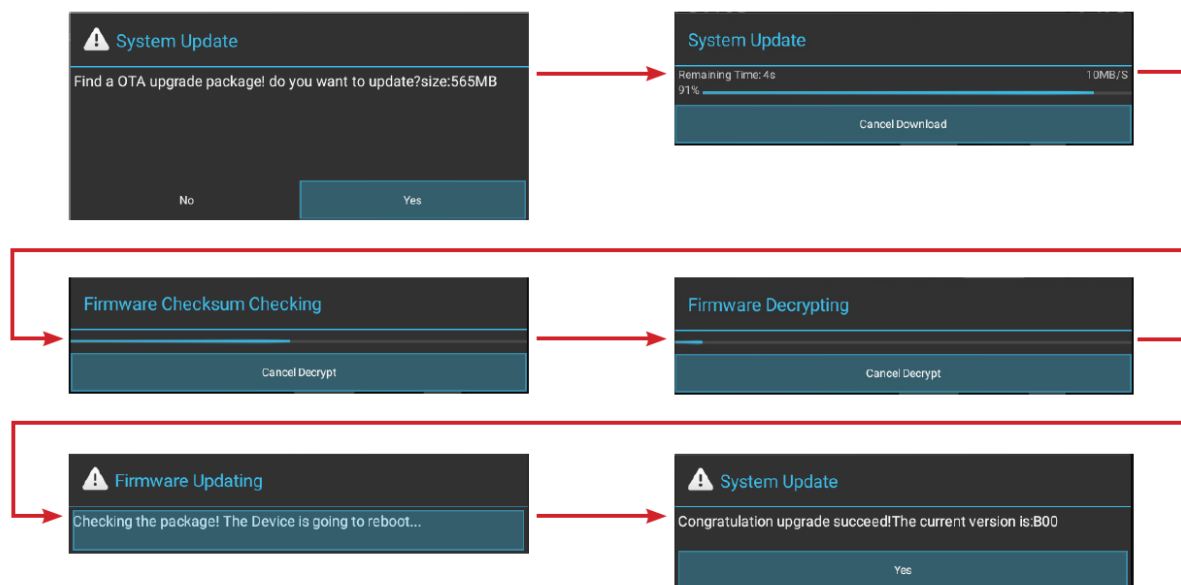 System Update
Find a OTA upgrade package! do you want to update?size:565MB
No
Yes
System Update
Remaining Time: 4s
10MB/S
91%
Cancel Download
Firmware Checksum Checking
Cancel Decrypt
Firmware Decrypting
Cancel Decrypt
Firmware Updating
Checking the package! The Device is going to reboot...
System Update
Congratulation upgrade succeed!The current version is:B00
Yes